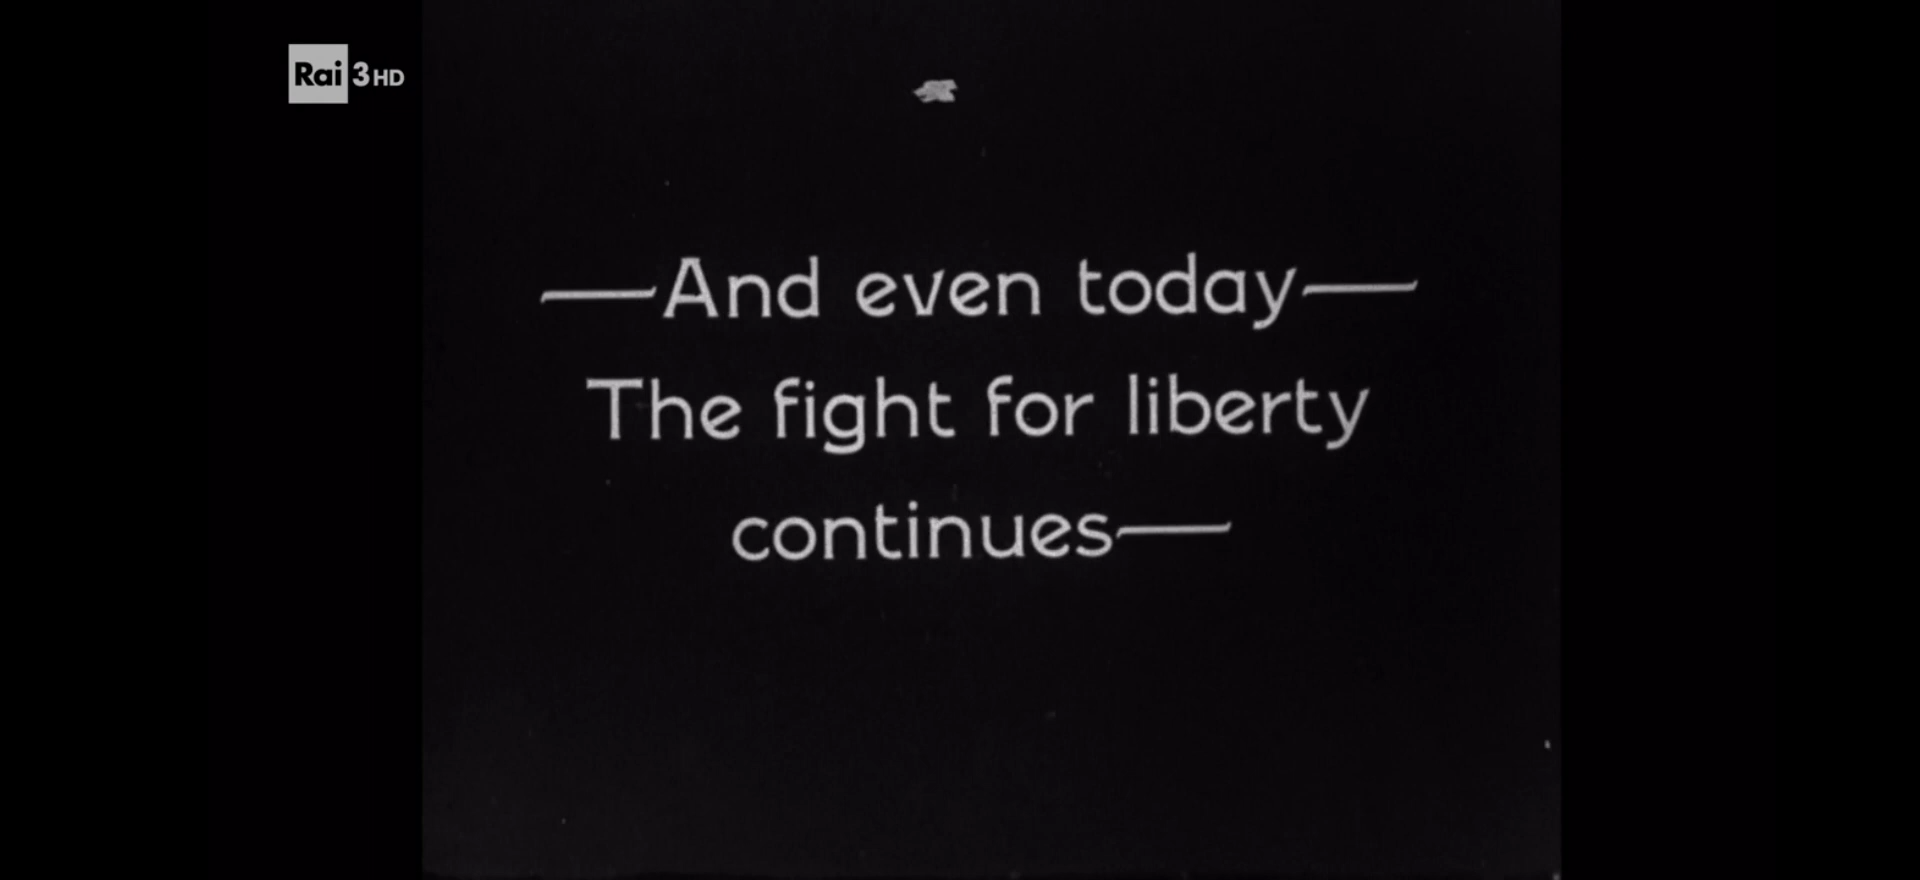 Rai 3HD
—And even today—
The fight for liberty
continues—